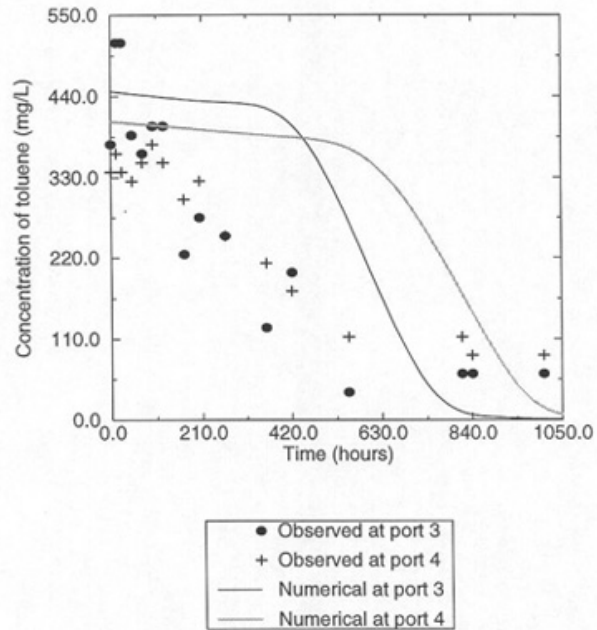 Concentration of toluene (mg/L)
550.0
440.0
330.0
220.0
110.0
0.0
0.0 210.0 420.0 630.0 840.0 1050.0
Time (hours)
Observed at port 3
Observed at port 4
Numerical at port 3
Numerical at port 4